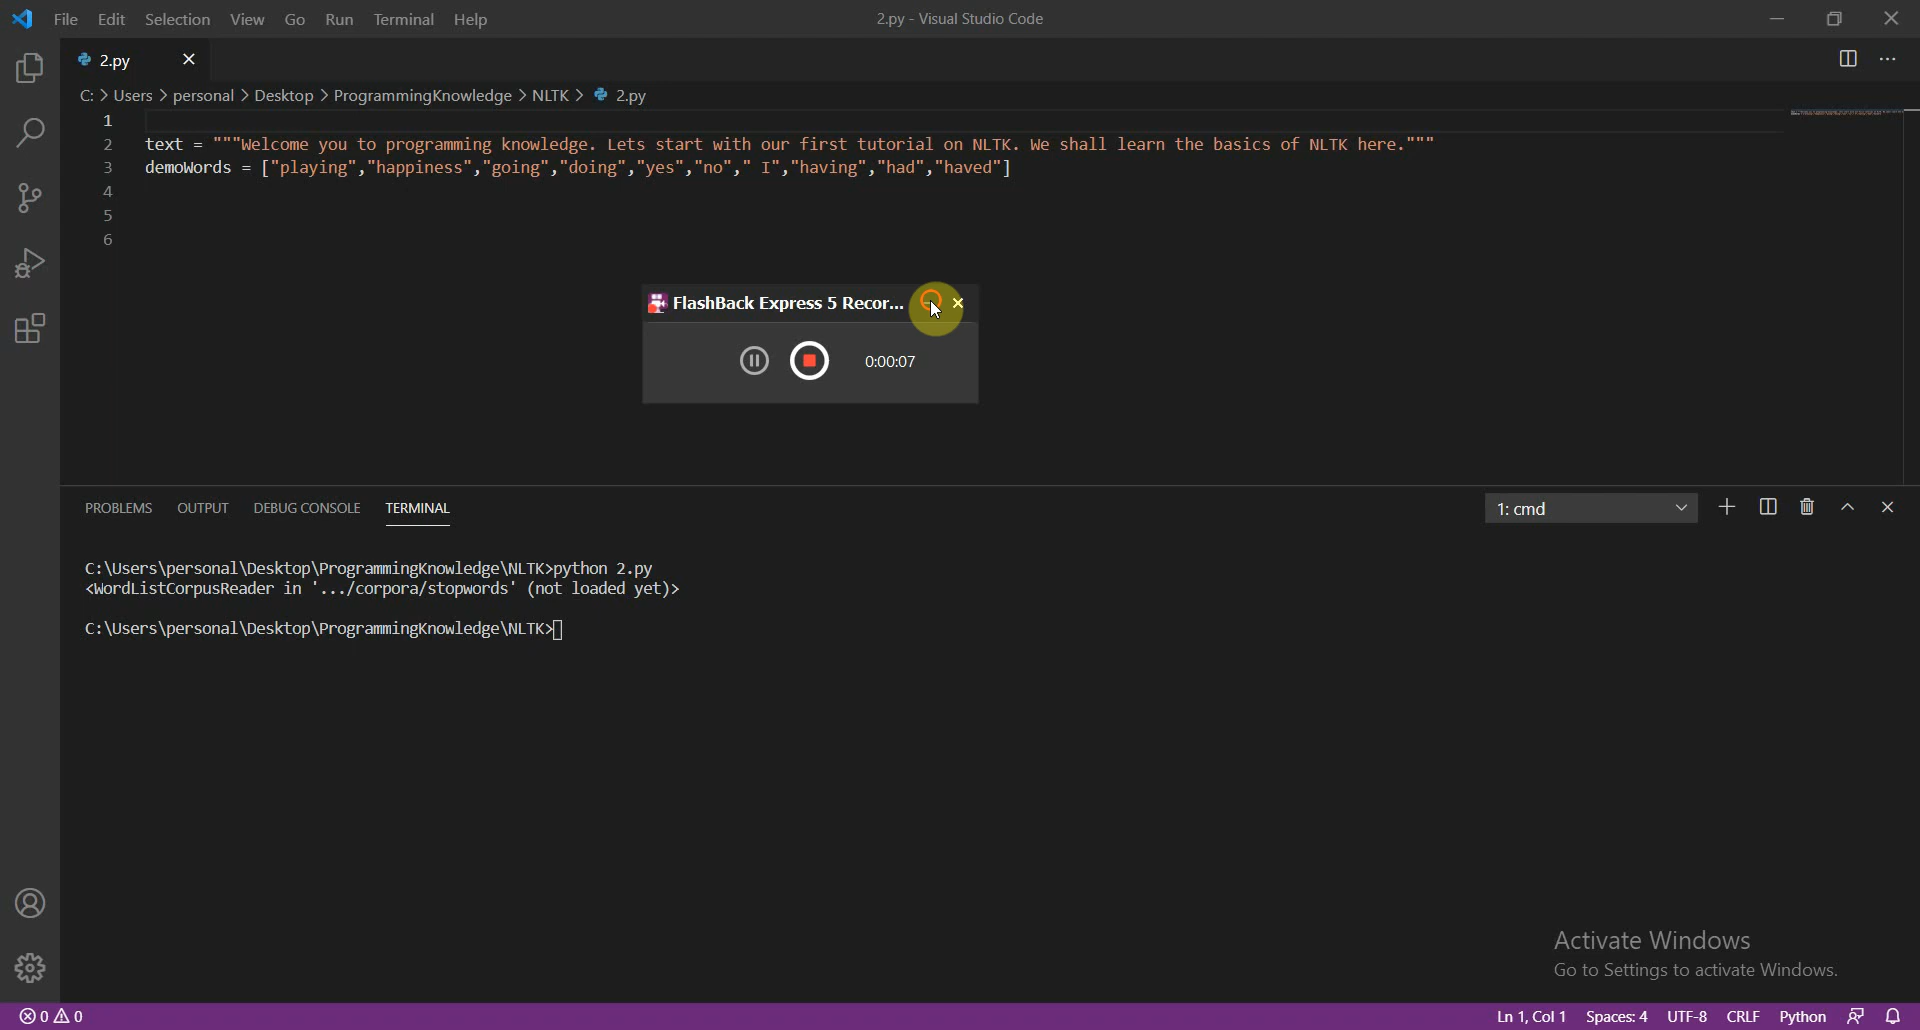 File Edit Selection View Go Run Terminal Help
2.py - Visual Studio Code
2.py
C: > Users > personal > Desktop > ProgrammingKnowledge > NLTK > 2.py
1
2 text = """Welcome you to programming knowledge. Lets start with our first tutorial on NLTK. We shall learn the basics of NLTK here."""
3 demoWords = ["playing","happiness","going","doing","yes","no"," I","having","had","haved"]
4
5
6
FlashBack Express 5 Recor...
0:00:07
PROBLEMS OUTPUT DEBUG CONSOLE TERMINAL
1: cmd
C:\Users\personal\Desktop\ProgrammingKnowledge\NLTK>python 2.py
<WordListCorpusReader in '.../corpora/stopwords' (not loaded yet)>
C:\Users\personal\Desktop\ProgrammingKnowledge\NLTK>
Activate Windows
Go to Settings to activate Windows.
0 0
Ln 1, Col 1 Spaces: 4 UTF-8 CRLF Python